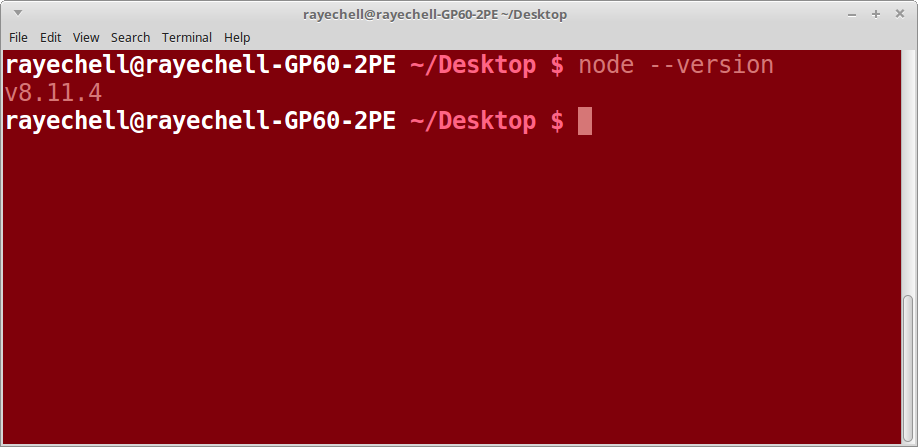 rayechell@rayechell-GP60-2PE ~/Desktop
File Edit View Search Terminal Help
rayechell@rayechell-GP60-2PE ~/Desktop $ node --version
v8.11.4
rayechell@rayechell-GP60-2PE ~/Desktop $